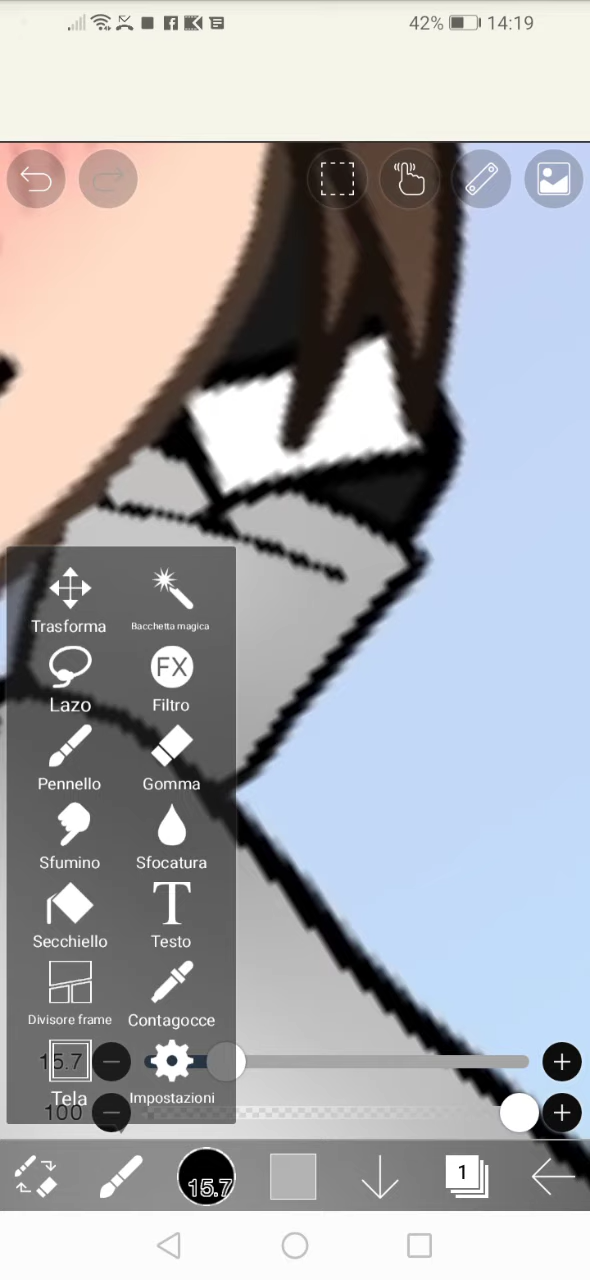 42% 14:19
Trasforma
Bacchetta magica
Lazo
FX
Filtro
Pennello
Gomma
Sfumino
Sfocatura
Secchiello
T
Testo
Divisore frame
Contagocce
15.7
Tela
Impostazioni
100
15.7
1